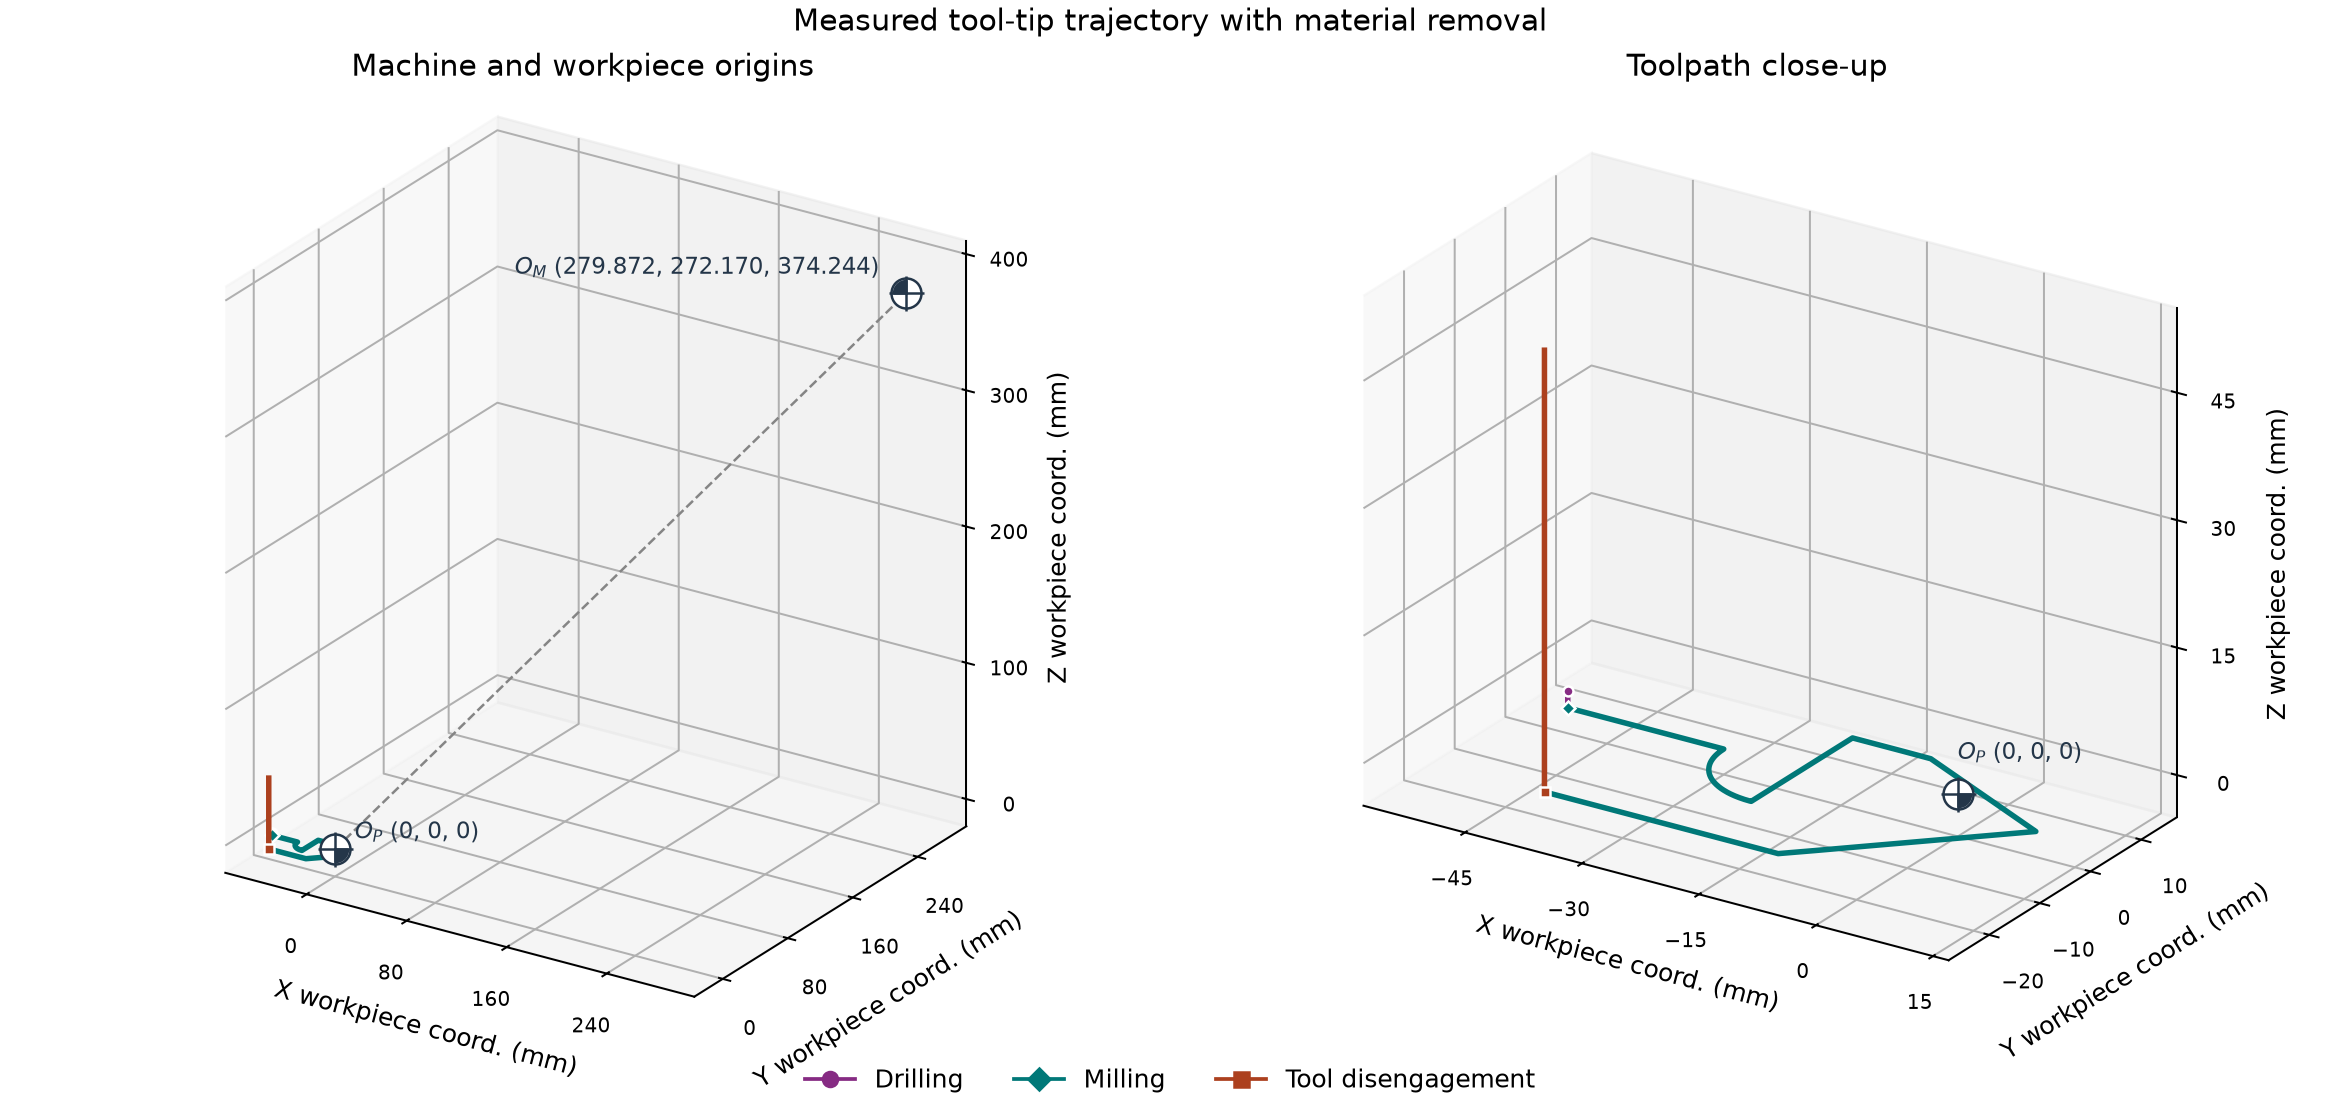 Measured tool-tip trajectory with material removal
Machine and workpiece origins
O_M (279.872, 272.170, 374.244)
O_P (0, 0, 0)
400
300
200
100
0
Z workpiece coord. (mm)
0
80
160
240
X workpiece coord. (mm)
0
80
160
240
Y workpiece coord. (mm)
Toolpath close-up
O_P (0, 0, 0)
45
30
15
0
Z workpiece coord. (mm)
−45
−30
−15
0
15
X workpiece coord. (mm)
−20
−10
0
10
Y workpiece coord. (mm)
Drilling
Milling
Tool disengagement